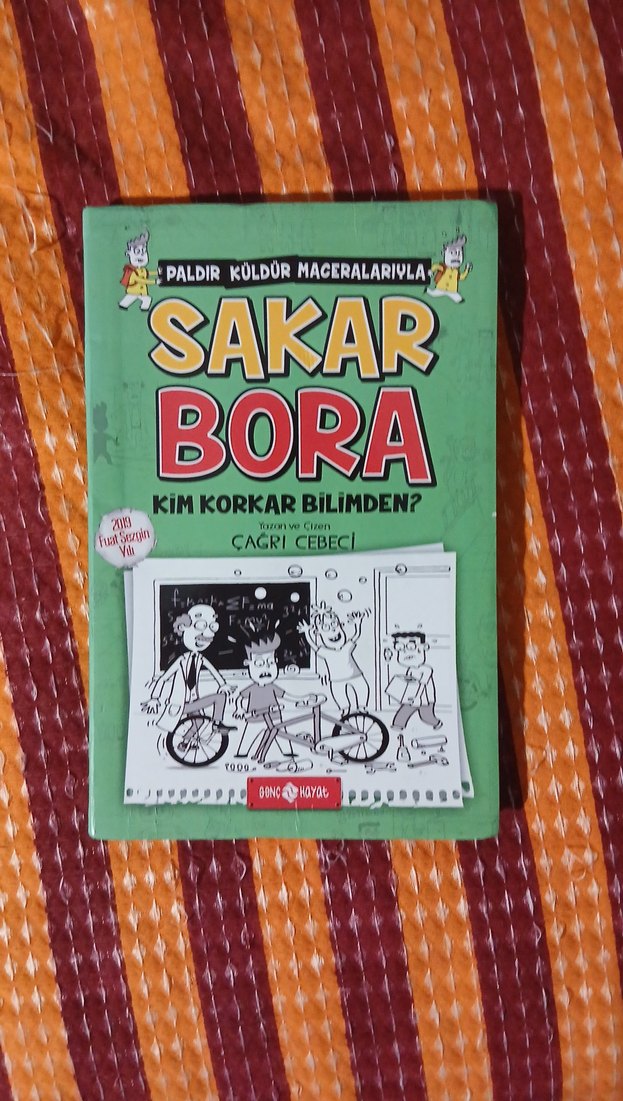 PALDIR KÜLDÜR MACERALARIYLA
SAKAR
BORA
KİM KORKAR BİLİMDEN?
Yazan ve Çizen
ÇAĞRI CEBECİ
2019
Fuat Sezgin
Yılı
GENÇ HAYAT